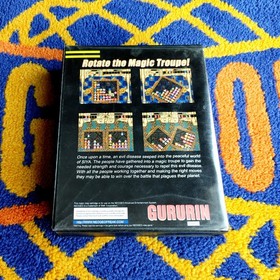 Rotate the Magic Troupe!
Once upon a time, an evil disease seeped into the peaceful world
of SIYA. The people have gathered into a magic troupe to gain the
needed strength and courage necessary to repel this evil disease.
With all the people working together and making the right moves
they may be able to win over the battle that plagues their planet.
GURURIN